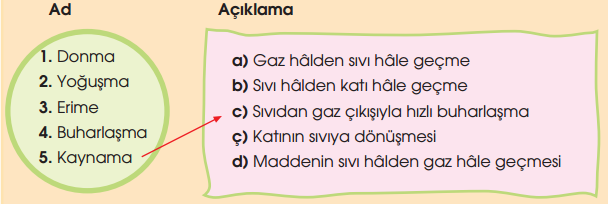 Ad
Açıklama
1. Donma
2. Yoğuşma
3. Erime
4. Buharlaşma
5. Kaynama
a) Gaz hâlden sıvı hâle geçme
b) Sıvı hâlden katı hâle geçme
c) Sıvıdan gaz çıkışıyla hızlı buharlaşma
ç) Katının sıvıya dönüşmesi
d) Maddenin sıvı hâlden gaz hâle geçmesi